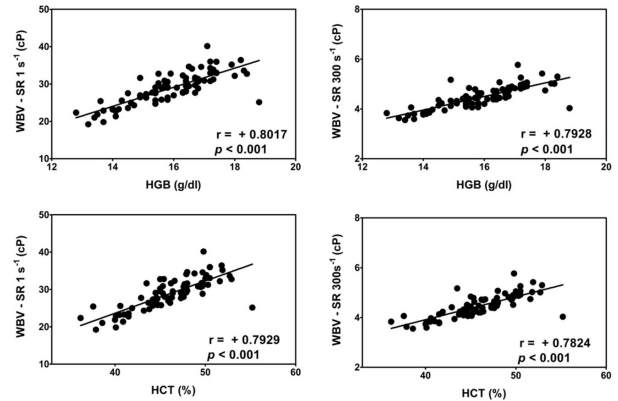 WBV - SR 1 s⁻¹ (cP)
40
30
20
10
12
14
16
18
20
HGB (g/dl)
r = + 0.8017
p < 0.001
WBV - SR 300 s⁻¹ (cP)
8
6
4
2
12
14
16
18
20
HGB (g/dl)
r = + 0.7928
p < 0.001
WBV - SR 1 s⁻¹ (cP)
50
40
30
20
10
40
50
60
HCT (%)
r = + 0.7929
p < 0.001
WBV - SR 300s⁻¹ (cP)
8
6
4
2
40
50
60
HCT (%)
r = + 0.7824
p < 0.001